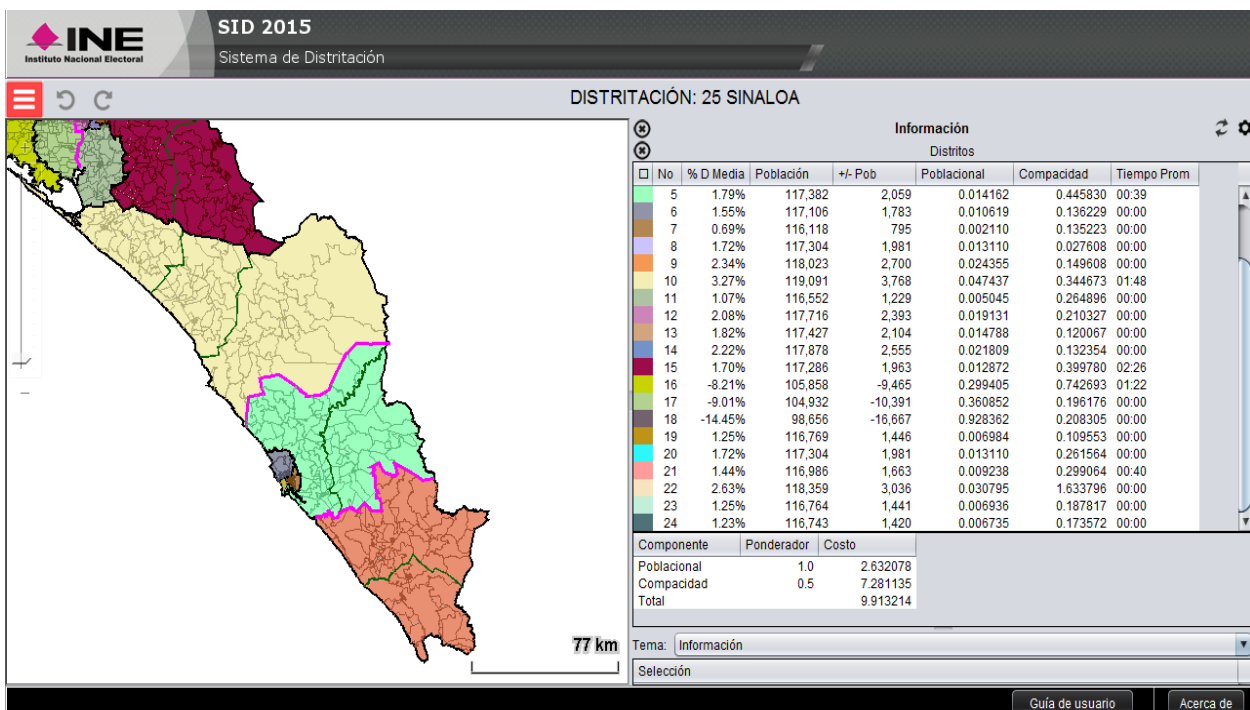 SID 2015
INE
Instituto Nacional Electoral
Sistema de Distritación
DISTRITACIÓN: 25 SINALOA
Información
Distritos
No % D Media Población +/- Pob Poblacional Compacidad Tiempo Prom
5 1.79% 117,382 2,059 0.014162 0.445830 00:39
6 1.55% 117,106 1,783 0.010619 0.136229 00:00
7 0.69% 116,118 795 0.002110 0.135223 00:00
8 1.72% 117,304 1,981 0.013110 0.027608 00:00
9 2.34% 118,023 2,700 0.024355 0.149608 00:00
10 3.27% 119,091 3,768 0.047437 0.344673 01:48
11 1.07% 116,552 1,229 0.005045 0.264896 00:00
12 2.08% 117,716 2,393 0.019131 0.210327 00:00
13 1.82% 117,427 2,104 0.014788 0.120067 00:00
14 2.22% 117,878 2,555 0.021809 0.132354 00:00
15 1.70% 117,286 1,963 0.012872 0.399780 02:26
16 -8.21% 105,858 -9,465 0.299405 0.742693 01:22
17 -9.01% 104,932 -10,391 0.360852 0.196176 00:00
18 -14.45% 98,656 -16,667 0.928362 0.208305 00:00
19 1.25% 116,769 1,446 0.006984 0.109553 00:00
20 1.72% 117,304 1,981 0.013110 0.261564 00:00
21 1.44% 116,986 1,663 0.009238 0.299064 00:40
22 2.63% 118,359 3,036 0.030795 1.633796 00:00
23 1.25% 116,764 1,441 0.006936 0.187817 00:00
24 1.23% 116,743 1,420 0.006735 0.173572 00:00
Componente Ponderador Costo
Poblacional 1.0 2.632078
Compacidad 0.5 7.281135
Total 9.913214
77 km
Tema: Información
Selección
Guía de usuario Acerca de